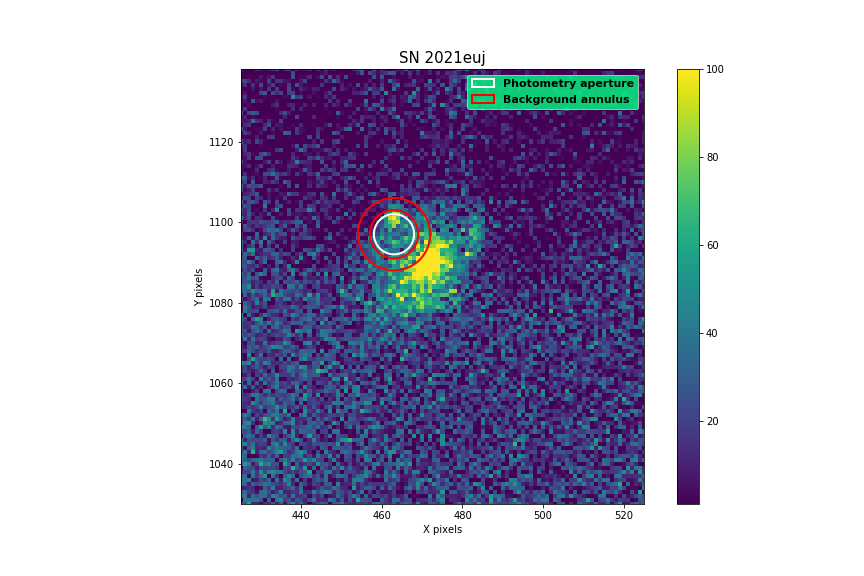 SN 2021euj
Photometry aperture
Background annulus
100
80
60
40
20
1120
1100
1080
1060
1040
Y pixels
440 460 480 500 520
X pixels